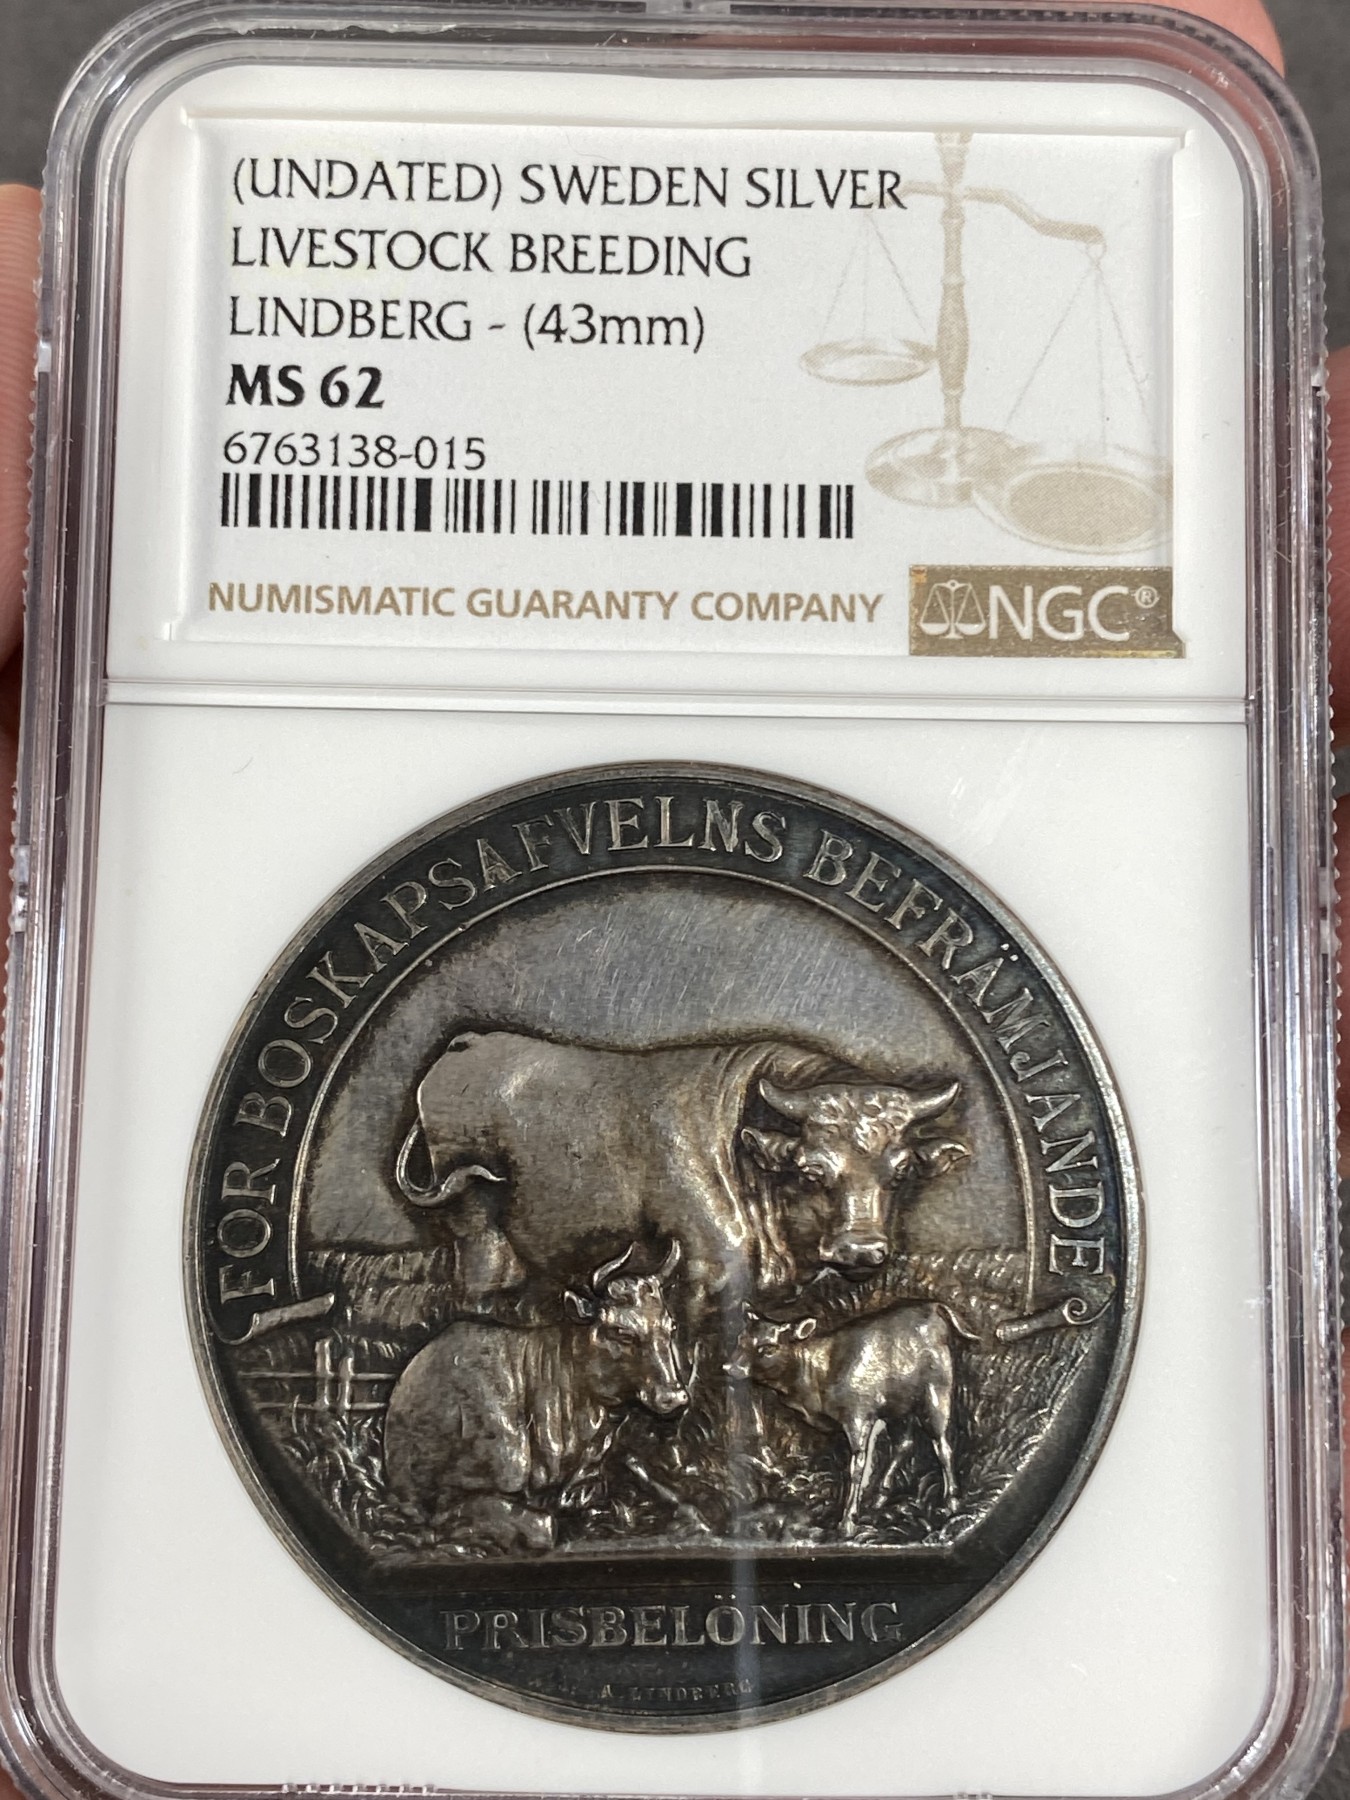 (UNDATED) SWEDEN SILVER
LIVESTOCK BREEDING
LINDBERG - (43mm)
MS 62
6763138-015
NUMISMATIC GUARANTY COMPANY
NGC®
FÖR BOSKAPSAFVELNS BEFRÄMJANDE
PRISBELÖNING
A. LINDBERG